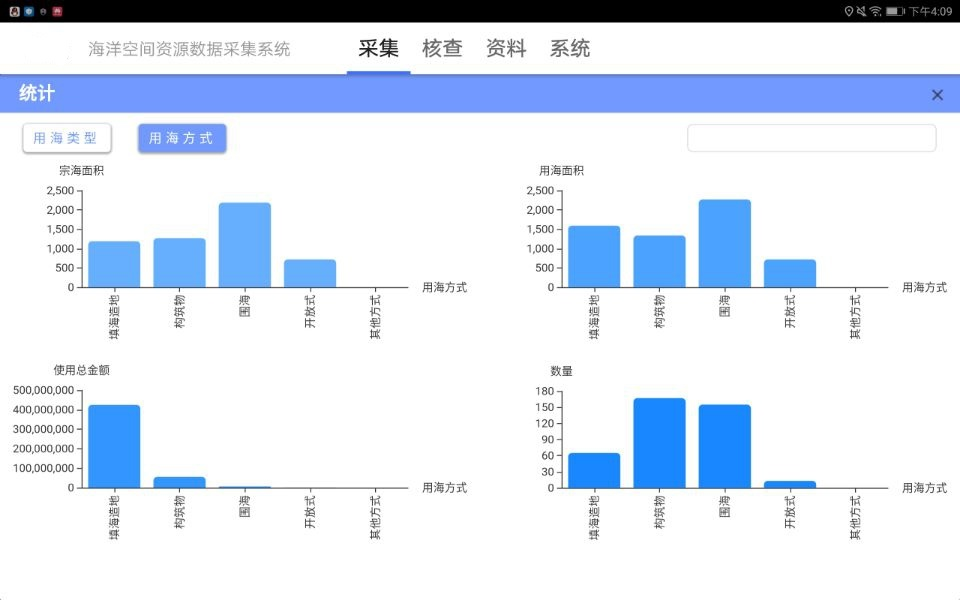 下午4:09
海洋空间资源数据采集系统 采集 核查 资料 系统
统计
用海类型 用海方式
宗海面积
2,500
2,000
1,500
1,000
500
0
用海方式
填海造地 构筑物 围海 开放式 其他方式
用海面积
2,500
2,000
1,500
1,000
500
0
用海方式
填海造地 构筑物 围海 开放式 其他方式
使用总金额
500,000,000
400,000,000
300,000,000
200,000,000
100,000,000
0
用海方式
填海造地 构筑物 围海 开放式 其他方式
数量
180
150
120
90
60
30
0
用海方式
填海造地 构筑物 围海 开放式 其他方式